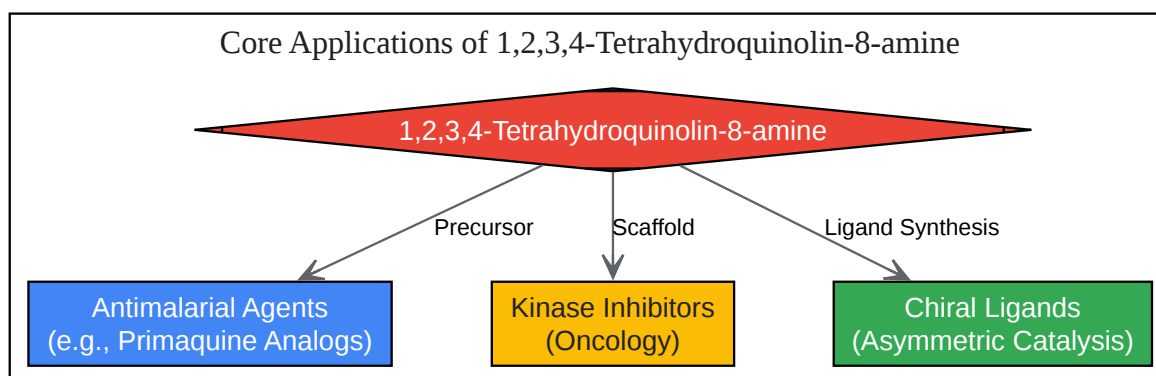 Core Applications of 1,2,3,4-Tetrahydroquinolin-8-amine
1,2,3,4-Tetrahydroquinolin-8-amine
Precursor
Scaffold
Ligand Synthesis
Antimalarial Agents
(e.g., Primaquine Analogs)
Kinase Inhibitors
(Oncology)
Chiral Ligands
(Asymmetric Catalysis)